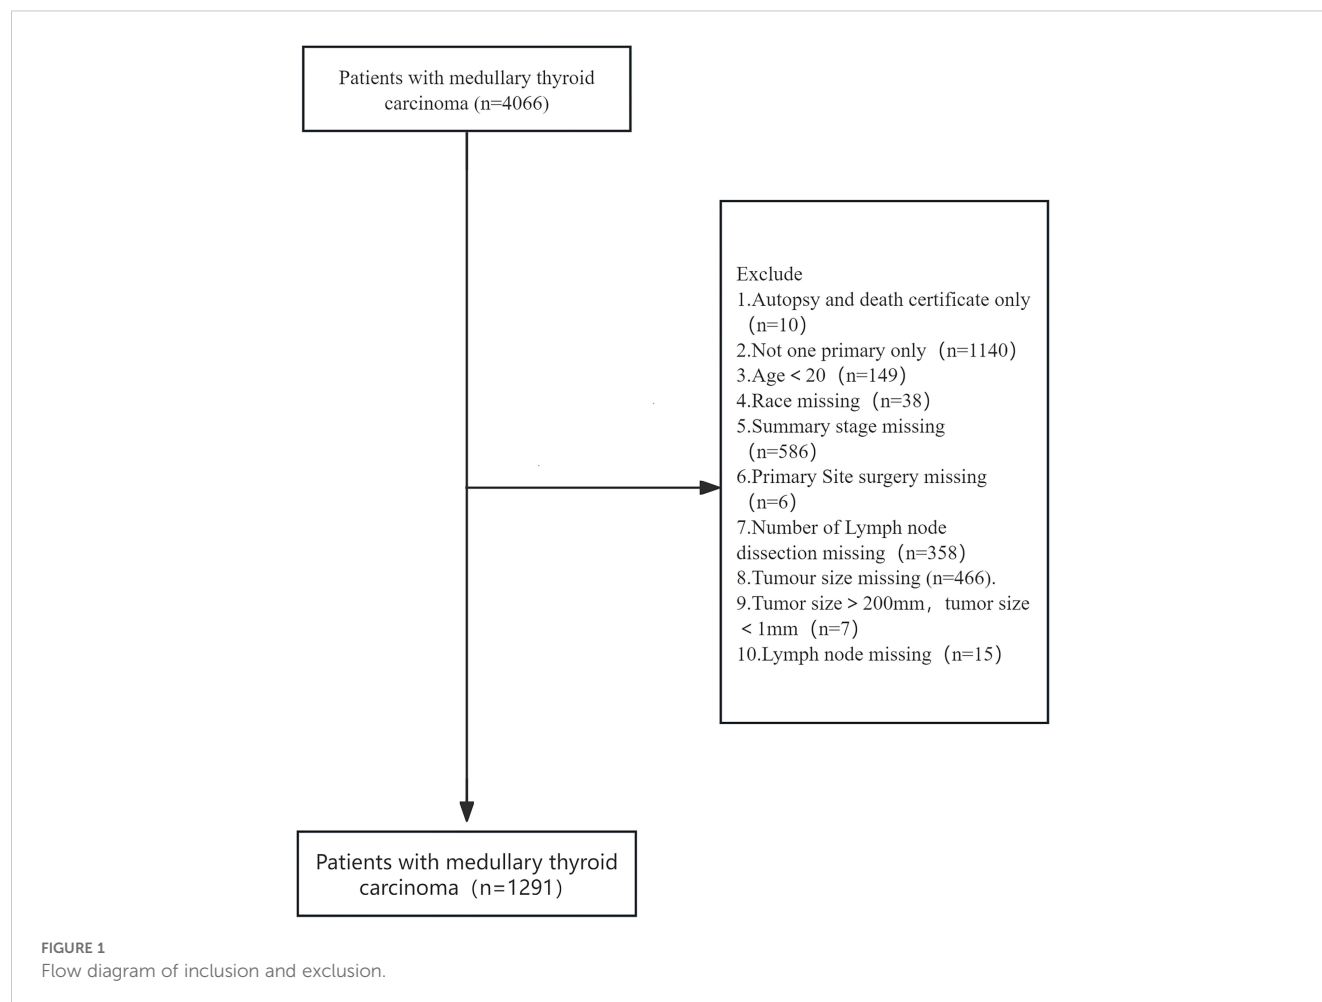 Patients with medullary thyroid
carcinoma (n=4066)
Exclude
1.Autopsy and death certificate only
（n=10）
2.Not one primary only（n=1140）
3.Age < 20（n=149）
4.Race missing（n=38）
5.Summary stage missing
（n=586）
6.Primary Site surgery missing
（n=6）
7.Number of Lymph node
dissection missing（n=358）
8.Tumour size missing (n=466).
9.Tumor size > 200mm，tumor size
< 1mm（n=7）
10.Lymph node missing（n=15）
Patients with medullary thyroid
carcinoma（n=1291）
FIGURE 1
Flow diagram of inclusion and exclusion.